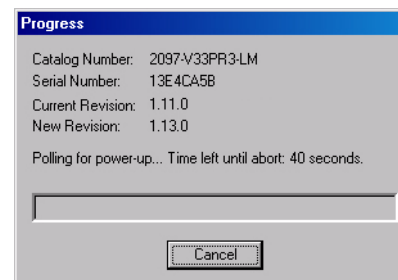 Progress
Catalog Number: 2097-V33PR3-LM
Serial Number: 13E4CA5B
Current Revision: 1.11.0
New Revision: 1.13.0
Polling for power-up... Time left until abort: 40 seconds.
Cancel